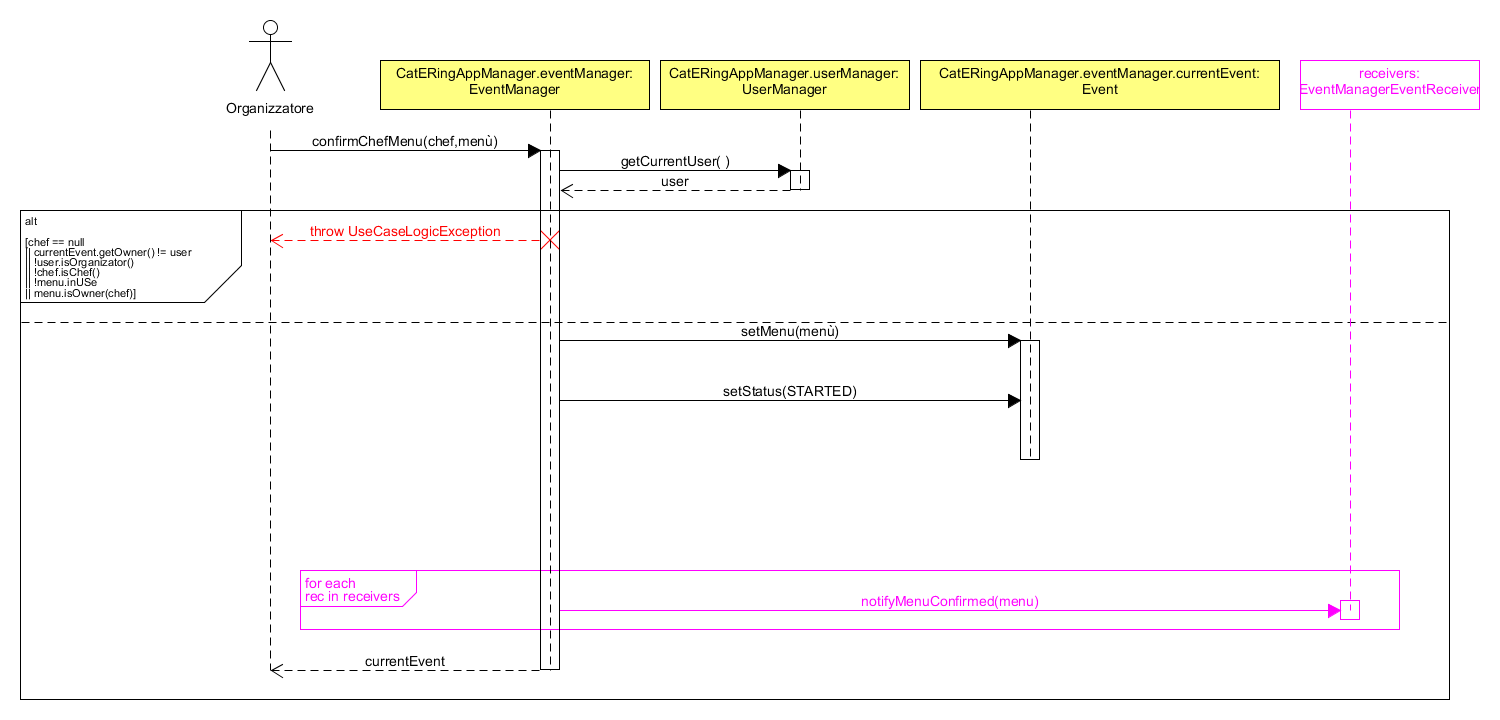 Organizzatore
CatERingAppManager.eventManager:
EventManager
CatERingAppManager.userManager:
UserManager
CatERingAppManager.eventManager.currentEvent:
Event
receivers:
EventManagerEventReceiver
confirmChefMenu(chef,menù)
getCurrentUser( )
user
alt
[chef == null
|| currentEvent.getOwner() != user
|| !user.isOrganizator()
|| !chef.isChef()
|| !menu.inUSe
|| menu.isOwner(chef)]
throw UseCaseLogicException
setMenu(menù)
setStatus(STARTED)
for each
rec in receivers
notifyMenuConfirmed(menu)
currentEvent